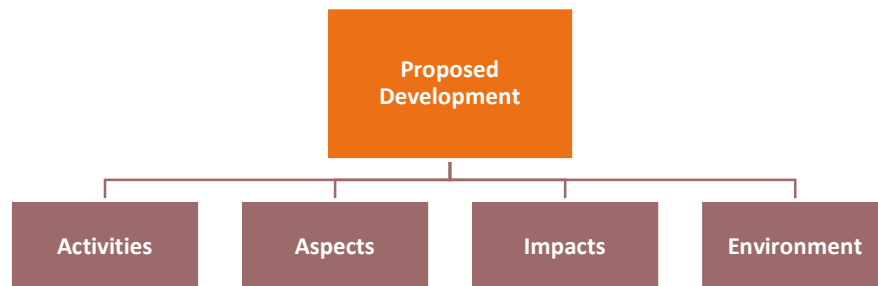 Proposed
Development
Activities
Aspects
Impacts
Environment